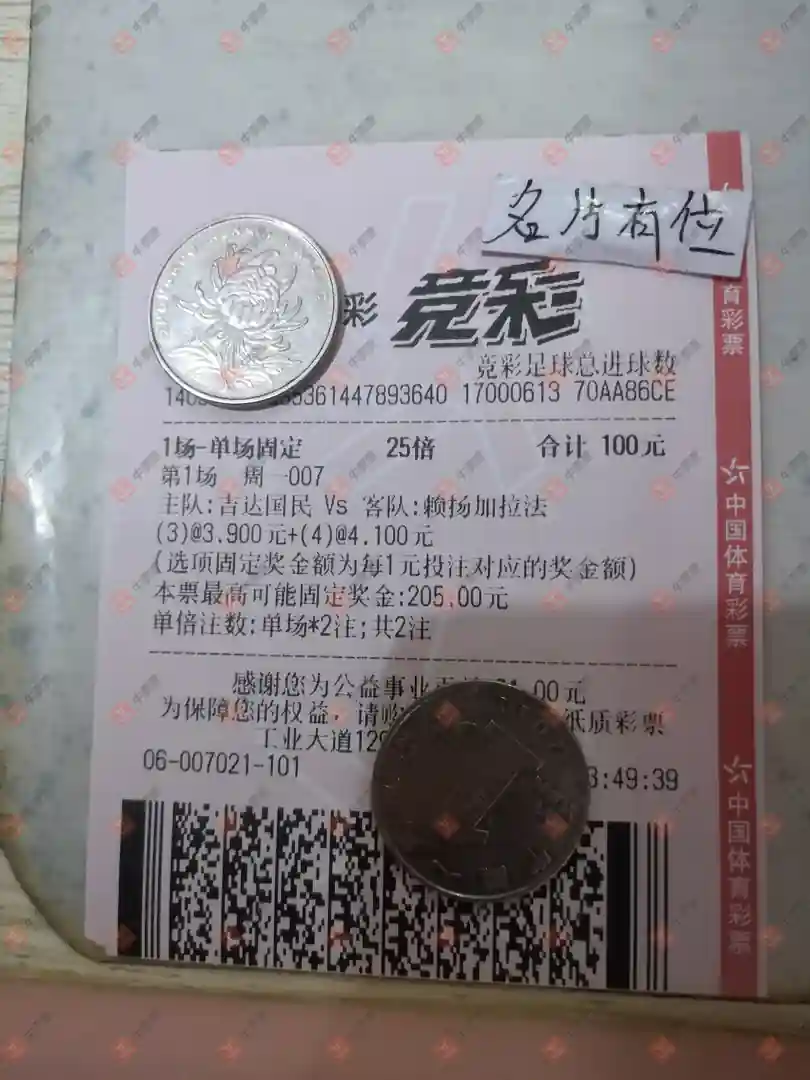 名片有位
彩 竞彩
竞彩足球总进球数
5361447893640 17000613 70AA86CE
1场-单场固定 25倍 合计 100元
第1场 周一007
主队:吉达国民 Vs 客队:赖扬加拉法
(3)@3.900元+(4)@4.100元
(选项固定奖金额为每1元投注对应的奖金额)
本票最高可能固定奖金:205.00元
单倍注数:单场*2注;共2注
感谢您为公益事业 .00元
为保障您的权益，请 纸质彩票
工业大道12
06-007021-101 :49:39
育彩票
中国体育彩票
中国体育彩票